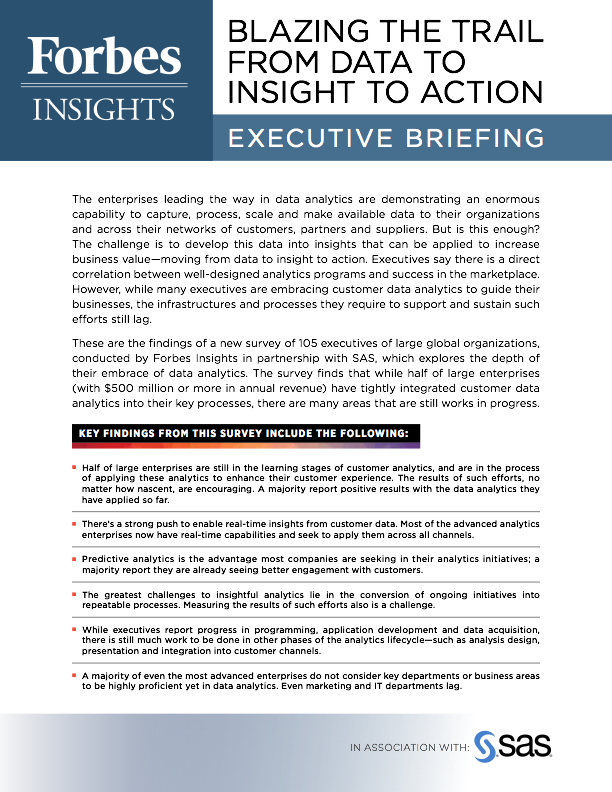 Forbes
INSIGHTS
BLAZING THE TRAIL
FROM DATA TO
INSIGHT TO ACTION
EXECUTIVE BRIEFING
The enterprises leading the way in data analytics are demonstrating an enormous
capability to capture, process, scale and make available data to their organizations
and across their networks of customers, partners and suppliers. But is this enough?
The challenge is to develop this data into insights that can be applied to increase
business value—moving from data to insight to action. Executives say there is a direct
correlation between well-designed analytics programs and success in the marketplace.
However, while many executives are embracing customer data analytics to guide their
businesses, the infrastructures and processes they require to support and sustain such
efforts still lag.
These are the findings of a new survey of 105 executives of large global organizations,
conducted by Forbes Insights in partnership with SAS, which explores the depth of
their embrace of data analytics. The survey finds that while half of large enterprises
(with $500 million or more in annual revenue) have tightly integrated customer data
analytics into their key processes, there are many areas that are still works in progress.
KEY FINDINGS FROM THIS SURVEY INCLUDE THE FOLLOWING:
Half of large enterprises are still in the learning stages of customer analytics, and are in the process
of applying these analytics to enhance their customer experience. The results of such efforts, no
matter how nascent, are encouraging. A majority report positive results with the data analytics they
have applied so far.
There's a strong push to enable real-time insights from customer data. Most of the advanced analytics
enterprises now have real-time capabilities and seek to apply them across all channels.
Predictive analytics is the advantage most companies are seeking in their analytics initiatives; a
majority report they are already seeing better engagement with customers.
The greatest challenges to insightful analytics lie in the conversion of ongoing initiatives into
repeatable processes. Measuring the results of such efforts also is a challenge.
While executives report progress in programming, application development and data acquisition,
there is still much work to be done in other phases of the analytics lifecycle—such as analysis design,
presentation and integration into customer channels.
A majority of even the most advanced enterprises do not consider key departments or business areas
to be highly proficient yet in data analytics. Even marketing and IT departments lag.
IN ASSOCIATION WITH: sas